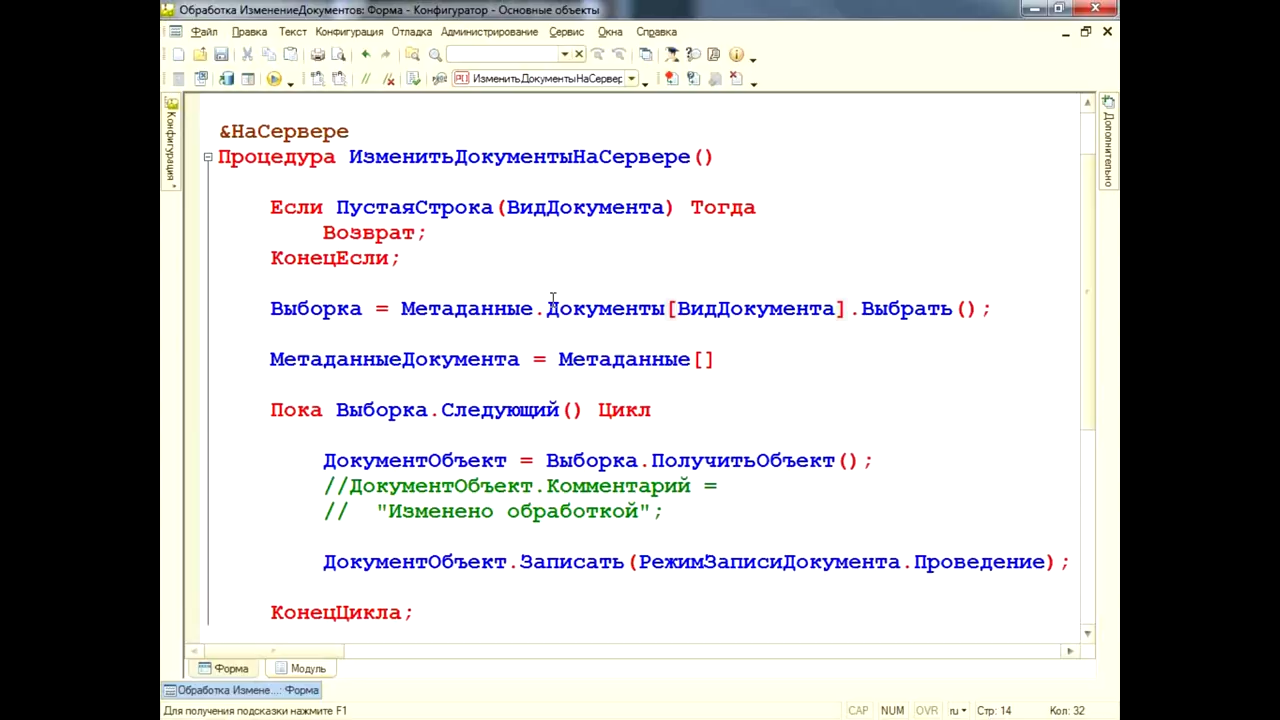 Обработка ИзменениеДокументов: Форма - Конфигуратор - Основные объекты
Файл Правка Текст Конфигурация Отладка Администрирование Сервис Окна Справка
ИзменитьДокументыНаСервер
Конфигурация
Дополнительно
&НаСервере
Процедура ИзменитьДокументыНаСервере()
Если ПустаяСтрока(ВидДокумента) Тогда
Возврат;
КонецЕсли;
Выборка = Метаданные.Документы[ВидДокумента].Выбрать();
МетаданныеДокумента = Метаданные[]
Пока Выборка.Следующий() Цикл
ДокументОбъект = Выборка.ПолучитьОбъект();
//ДокументОбъект.Комментарий =
// "Изменено обработкой";
ДокументОбъект.Записать(РежимЗаписиДокумента.Проведение);
КонецЦикла;
Форма Модуль
Обработка Измене...: Форма
Для получения подсказки нажмите F1 CAP NUM OVR ru Стр: 14 Кол: 32